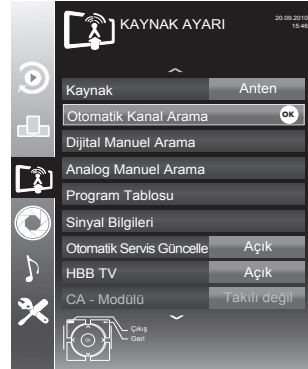 KAYNAK AYARI
20.09.2010
15:46
Kaynak Anten
Otomatik Kanal Arama OK
Dijital Manuel Arama
Analog Manuel Arama
Program Tablosu
Sinyal Bilgileri
Otomatik Servis Güncelle Açık
HBB TV Açık
CA - Modülü Takılı değil
Çıkış
OK
Geri